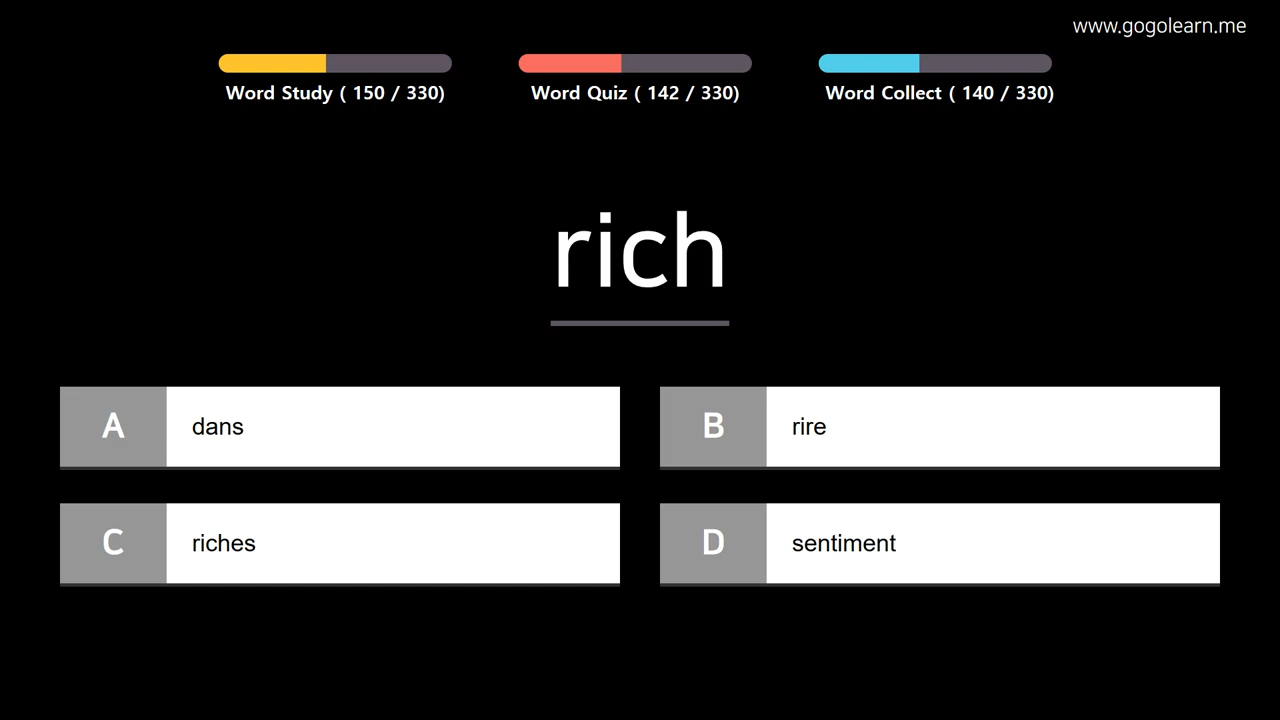 www.gogolearn.me
Word Study ( 150 / 330)
Word Quiz ( 142 / 330)
Word Collect ( 140 / 330)
rich
A
dans
B
rire
C
riches
D
sentiment